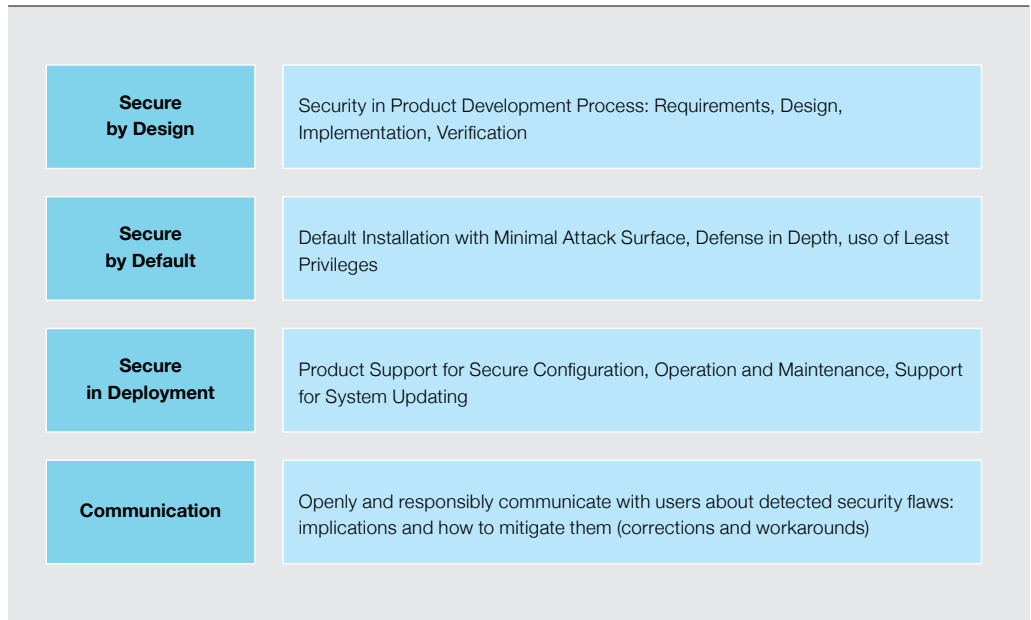 Secure
by Design
Security in Product Development Process: Requirements, Design,
Implementation, Verification
Secure
by Default
Default Installation with Minimal Attack Surface, Defense in Depth, uso of Least
Privileges
Secure
in Deployment
Product Support for Secure Configuration, Operation and Maintenance, Support
for System Updating
Communication
Openly and responsibly communicate with users about detected security flaws:
implications and how to mitigate them (corrections and workarounds)